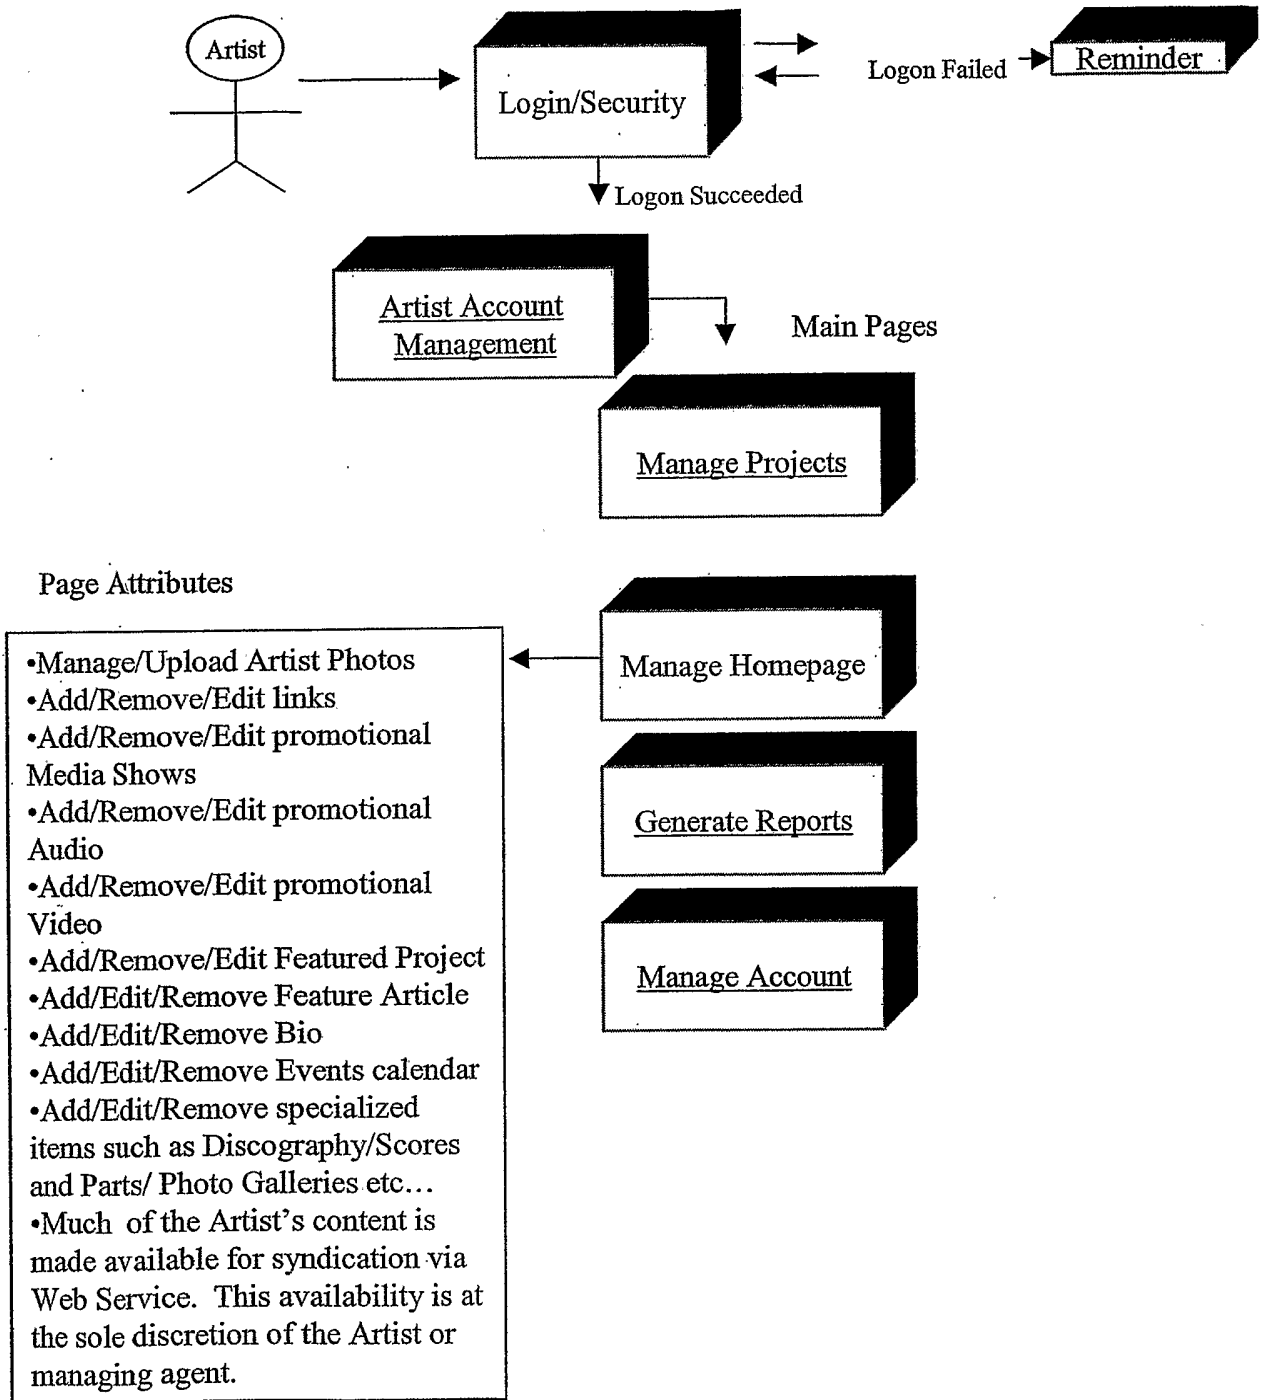 Artist
Login/Security
Logon Failed
Reminder
Logon Succeeded
Artist Account
Management
Main Pages
Manage Projects
Page Attributes
•Manage/Upload Artist Photos
•Add/Remove/Edit links
•Add/Remove/Edit promotional
Media Shows
•Add/Remove/Edit promotional
Audio
•Add/Remove/Edit promotional
Video
•Add/Remove/Edit Featured Project
•Add/Edit/Remove Feature Article
•Add/Edit/Remove Bio
•Add/Edit/Remove Events calendar
•Add/Edit/Remove specialized
items such as Discography/Scores
and Parts/ Photo Galleries etc…
•Much of the Artist’s content is
made available for syndication via
Web Service. This availability is at
the sole discretion of the Artist or
managing agent.
Manage Homepage
Generate Reports
Manage Account